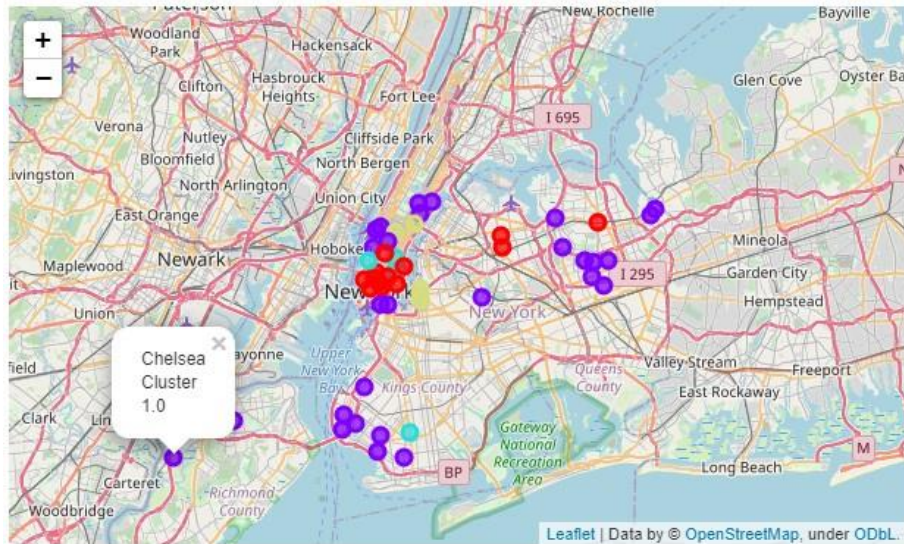 Paterson
New Rochelle
Bayville
+
−
Woodland
Park
Hackensack
Clifton
Hasbrouck
Heights
Glen Cove
Oyster Ba
Fort Lee
Verona
Nutley
Cliffside Park
I 695
Bloomfield
North Bergen
Livingston
North Arlington
Union City
East Orange
N
Hoboke
Mineola
Maplewood
Newark
Garden City
I 295
Union
New York
New York
Hempstead
Chelsea
Cluster
1.0
×
ayonne
Upper
New York
Bay
Kings County
Queens
County
Valley Stream
Freeport
field
East Rockaway
Clark
Lin
Gateway
National
Recreation
Area
M
Carteret
BP
Long Beach
Woodbridge
Richmond
County
Leaflet | Data by © OpenStreetMap, under ODbL.